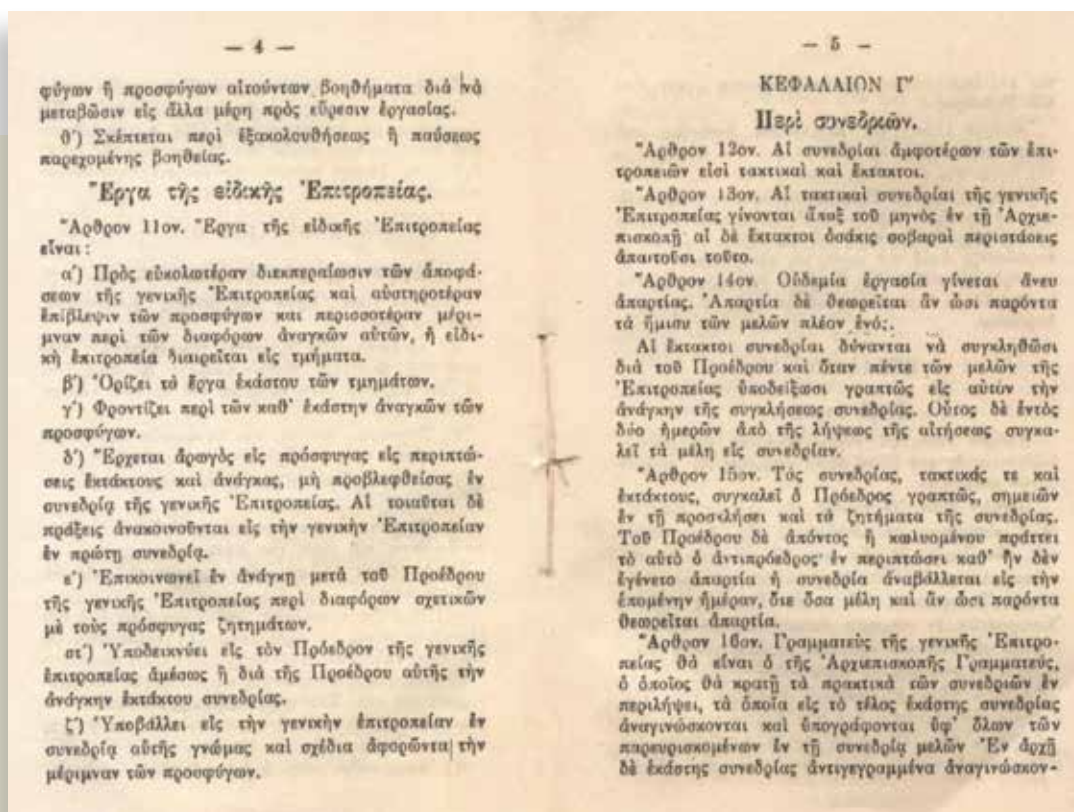 — 4 —
φύγων ἢ προσφύγων αἰτούντων βοηθήματα διὰ νὰ
μεταβῶσιν εἰς ἄλλα μέρη πρὸς εὕρεσιν ἐργασίας.
θ′) Σκέπτεται περὶ ἐξακολουθήσεως ἢ παύσεως
παρεχομένης βοηθείας.
Ἔργα τῆς εἰδικῆς Ἐπιτροπείας.
Ἄρθρον 11ον. Ἔργα τῆς εἰδικῆς Ἐπιτροπείας
εἶναι :
α′) Πρὸς εὐκολωτέραν διεκπεραίωσιν τῶν ἀποφά-
σεων τῆς γενικῆς Ἐπιτροπείας καὶ αὐστηροτέραν
ἐπίβλεψιν τῶν προσφύγων και περισσοτέραν μέρι-
μναν περὶ τῶν διαφόρων ἀναγκῶν αὐτῶν, ἡ εἰδι-
κὴ ἐπιτροπεία διαιρεῖται εἰς τμήματα.
β′) Ὁρίζει τὰ ἔργα ἑκάστου τῶν τμημάτων.
γ′) Φροντίζει περὶ τῶν καθ' ἑκάστην ἀναγκῶν τῶν
προσφύγων.
δ′) Ἔρχεται ἀρωγὸς εἰς πρόσφυγας εἰς περιπτώ-
σεις ἐκτάκτους καὶ ἀνάγκας, μὴ προβλεφθείσας ἐν
συνεδρίᾳ τῆς γενικῆς Ἐπιτροπείας. Αἱ τοιαῦται δὲ
πράξεις ἀνακοινοῦνται εἰς τὴν γενικὴν Ἐπιτροπείαν
ἐν πρώτῃ συνεδρίᾳ.
ε′) Ἐπικοινωνεῖ ἐν ἀνάγκῃ μετὰ τοῦ Προέδρου
τῆς γενικῆς Ἐπιτροπείας περὶ διαφόρων σχετικῶν
μὲ τοὺς πρόσφυγας ζητημάτων.
στ′) Ὑποδεικνύει εἰς τὸν Πρόεδρον τῆς γενικῆς
ἐπιτροπείας ἀμέσως ἢ διὰ τῆς Προέδρου αὐτῆς τὴν
ἀνάγκην ἐκτάκτου συνεδρίας.
ζ′) Ὑποβάλλει εἰς τὴν γενικὴν ἐπιτροπείαν ἐν
συνεδρίᾳ αὐτῆς γνώμας καὶ σχέδια ἀφορῶντα τὴν
μέριμναν τῶν προσφύγων.
— 5 —
ΚΕΦΑΛΑΙΟΝ Γ′
Περὶ συνεδριῶν.
Ἄρθρον 12ον. Αἱ συνεδρίαι ἀμφοτέρων τῶν ἐπι-
τροπειῶν εἰσὶ τακτικαὶ καὶ ἔκτακτοι.
Ἄρθρον 13ον. Αἱ τακτικαὶ συνεδρίαι τῆς γενικῆς
Ἐπιτροπείας γίνονται ἅπαξ τοῦ μηνὸς ἐν τῇ Ἀρχιε-
πισκοπῇ αἱ δὲ ἔκτακτοι ὁσάκις σοβαραὶ περιστάσεις
ἀπαιτοῦσι τοῦτο.
Ἄρθρον 14ον. Οὐδεμία ἐργασία γίνεται ἄνευ
ἀπαρτίας. Ἀπαρτία δὲ θεωρεῖται ἂν ὦσι παρόντα
τὰ ἥμισυ τῶν μελῶν πλέον ἑνό;.
Αἱ ἔκτακτοι συνεδρίαι δύνανται νὰ συγκληθῶσι
διὰ τοῦ Προέδρου καὶ ὅταν πέντε τῶν μελῶν τῆς
Ἐπιτροπείας ὑποδείξωσι γραπτῶς εἰς αὐτὸν τὴν
ἀνάγκην τῆς συγκλήσεως συνεδρίας. Οὗτος δὲ ἐντὸς
δύο ἡμερῶν ἀπὸ τῆς λήψεως τῆς αἰτήσεως συγκα-
λεῖ τὰ μέλη εἰς συνεδρίαν.
Ἄρθρον 15ον. Τὰς συνεδρίας, τακτικάς τε καὶ
ἐκτάκτους, συγκαλεῖ ὁ Πρόεδρος γραπτῶς, σημειῶν
ἐν τῇ προσκλήσει καὶ τὰ ζητήματα τῆς συνεδρίας.
Τοῦ Προέδρου δὲ ἀπόντος ἢ κωλυομένου πράττει
τὸ αὐτὸ ὁ ἀντιπρόεδρος· ἐν περιπτώσει καθ' ἣν δὲν
ἐγένετο ἀπαρτία ἡ συνεδρία ἀναβάλλεται εἰς τὴν
ἑπομένην ἡμέραν, ὅτε ὅσα μέλη καὶ ἂν ὦσι παρόντα
θεωρεῖται ἀπαρτία.
Ἄρθρον 16ον. Γραμματεὺς τῆς γενικῆς Ἐπιτρο-
πείας θὰ εἶναι ὁ τῆς Ἀρχιεπισκοπῆς Γραμματεύς,
ὁ ὁποῖος θὰ κρατῇ τὰ πρακτικὰ τῶν συνεδριῶν ἐν
περιλήψει, τὰ ὁποῖα εἰς τὸ τέλος ἑκάστης συνεδρίας
ἀναγινώσκονται καὶ ὑπογράφονται ὑφ' ὅλων τῶν
παρευρισκομένων ἐν τῇ συνεδρίᾳ μελῶν Ἐν ἀρχῇ
δὲ ἑκάστης συνεδρίας ἀντιγεγραμμένα ἀναγινώσκον-